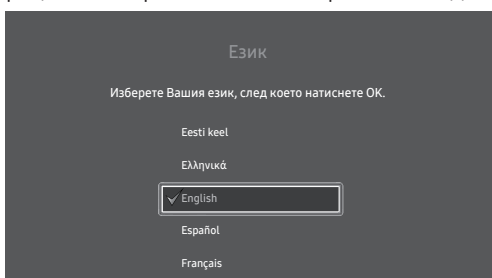 Език
Изберете Вашия език, след което натиснете OK.
Eesti keel
Ελληνικά
English
Español
Français